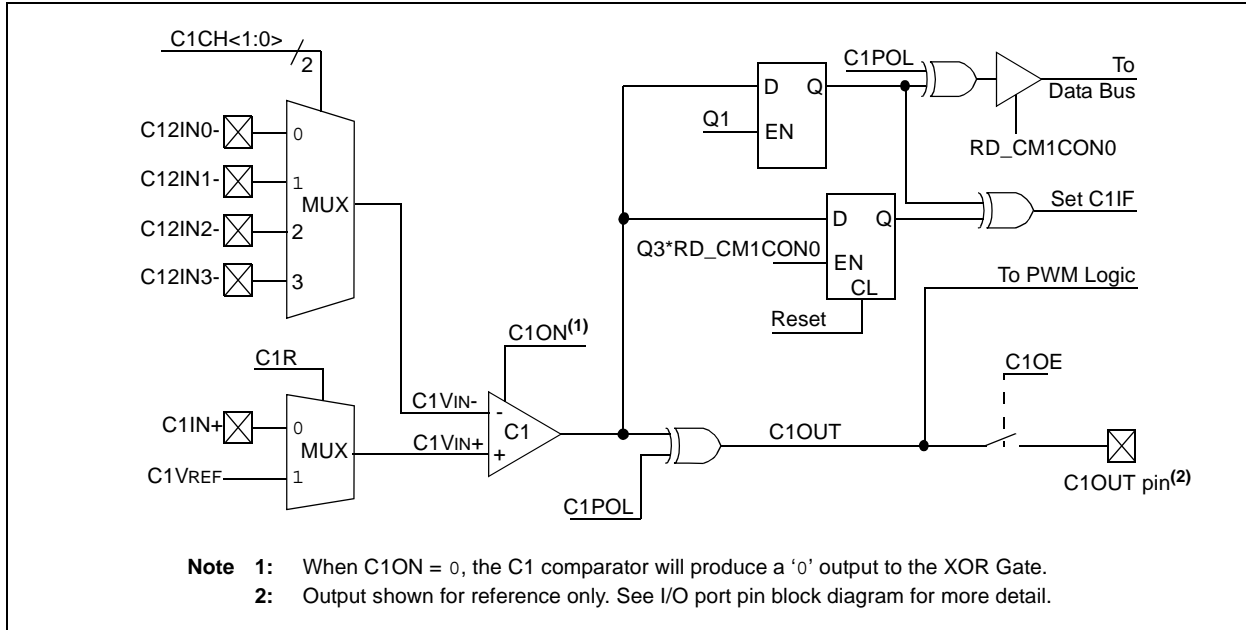 C1CH<1:0>
2
C12IN0-
0
C12IN1-
1
C12IN2-
2
C12IN3-
3
MUX
C1R
C1IN+
0
C1VREF
1
MUX
C1VIN-
C1VIN+
C1ON(1)
-
C1
+
C1POL
D Q
Q1
EN
C1POL
To
Data Bus
RD_CM1CON0
D Q
Q3*RD_CM1CON0
EN
CL
Reset
Set C1IF
To PWM Logic
C1OE
C1OUT
C1OUT pin(2)
Note 1: When C1ON = 0, the C1 comparator will produce a ‘0’ output to the XOR Gate.
2: Output shown for reference only. See I/O port pin block diagram for more detail.